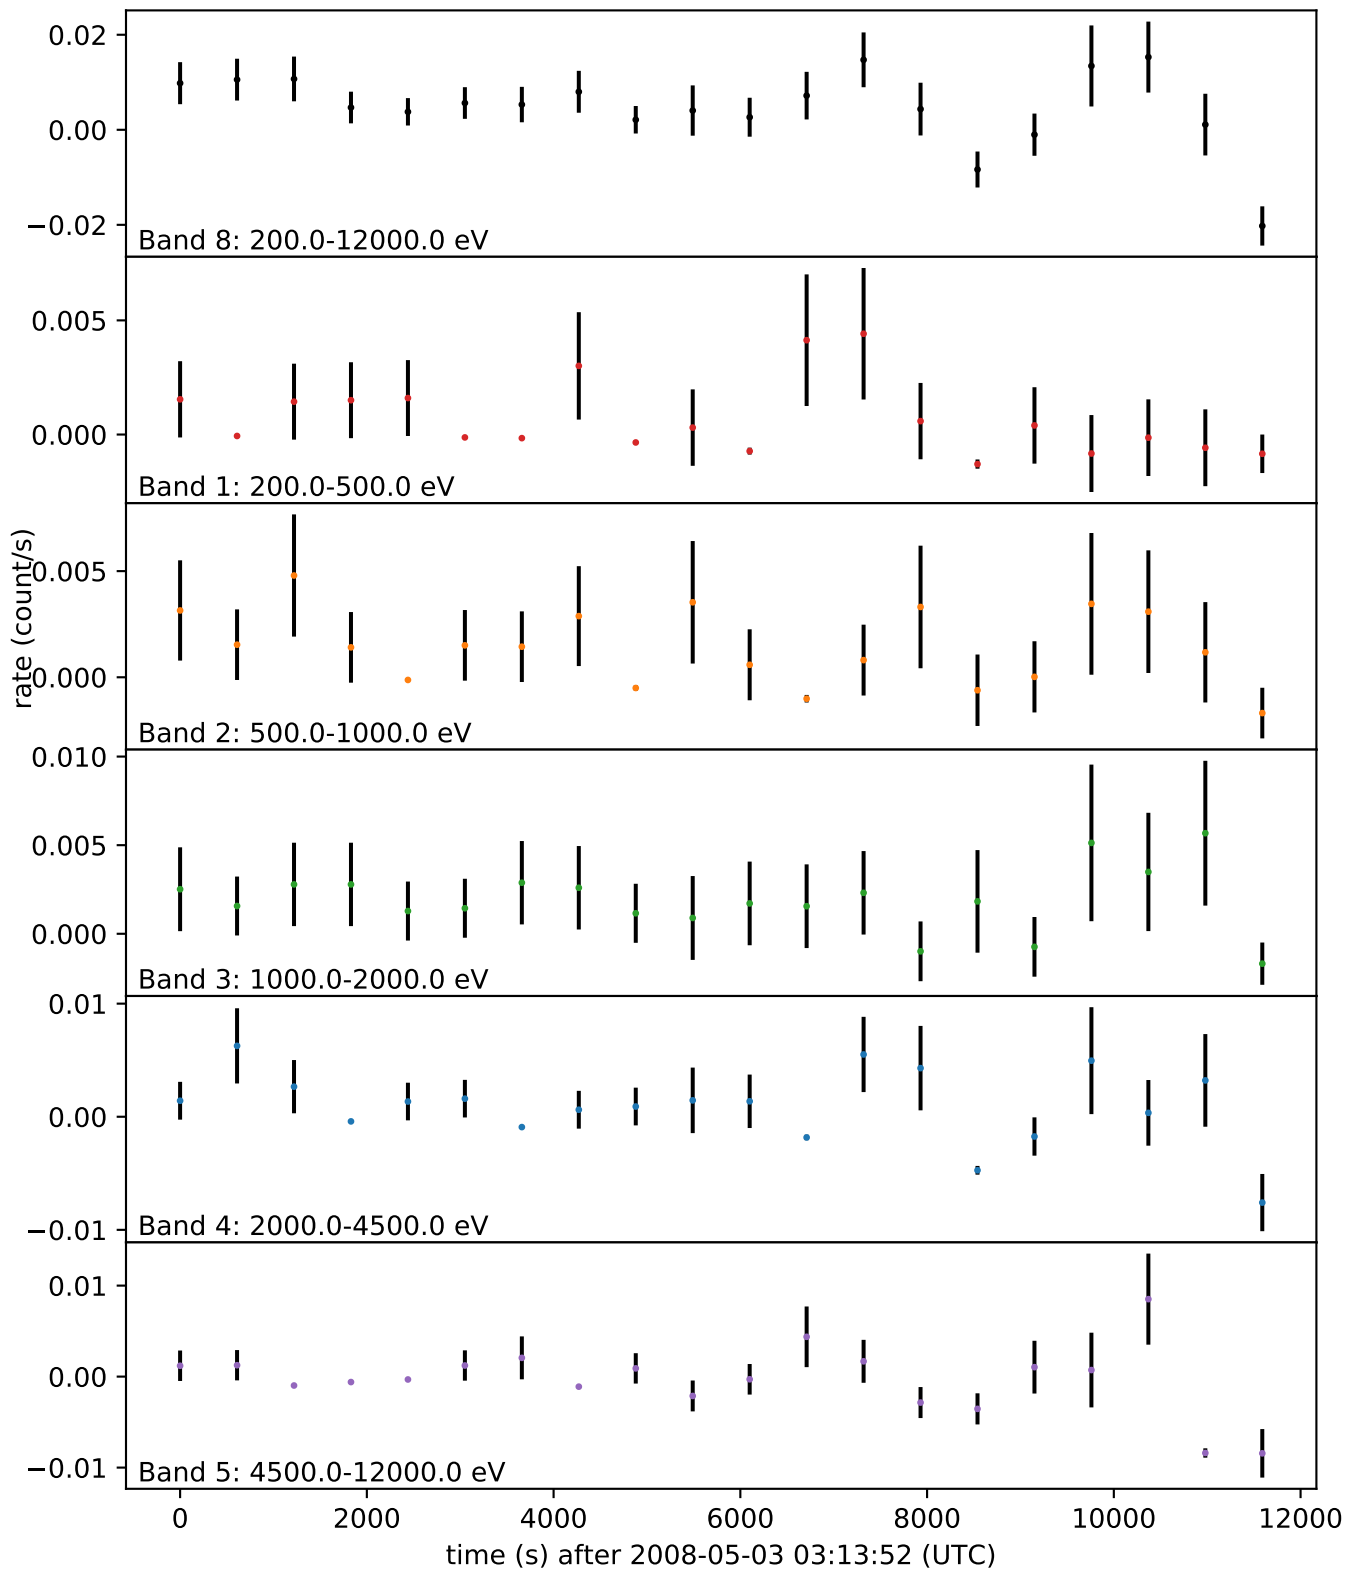 0.02
0.00
−0.02
Band 8: 200.0-12000.0 eV
0.005
0.000
Band 1: 200.0-500.0 eV
rate (count/s)
0.005
0.000
Band 2: 500.0-1000.0 eV
0.010
0.005
0.000
Band 3: 1000.0-2000.0 eV
0.01
0.00
−0.01
Band 4: 2000.0-4500.0 eV
0.01
0.00
−0.01
Band 5: 4500.0-12000.0 eV
0 2000 4000 6000 8000 10000 12000
time (s) after 2008-05-03 03:13:52 (UTC)